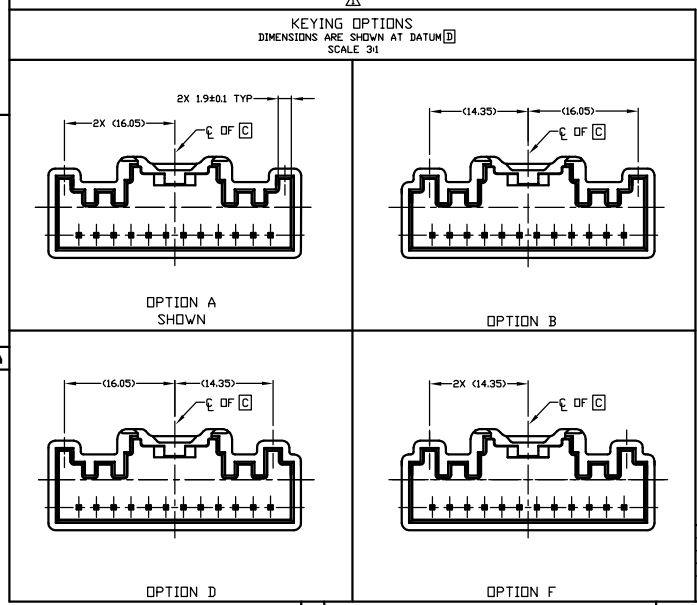 1
KEYING OPTIONS
DIMENSIONS ARE SHOWN AT DATUM D
SCALE 3:1
2X 1.9±0.1 TYP
2X (16.05)
℄ OF C
OPTION A
SHOWN
(14.35) (16.05)
℄ OF C
OPTION B
(16.05) (14.35)
℄ OF C
OPTION D
2X (14.35)
℄ OF C
OPTION F